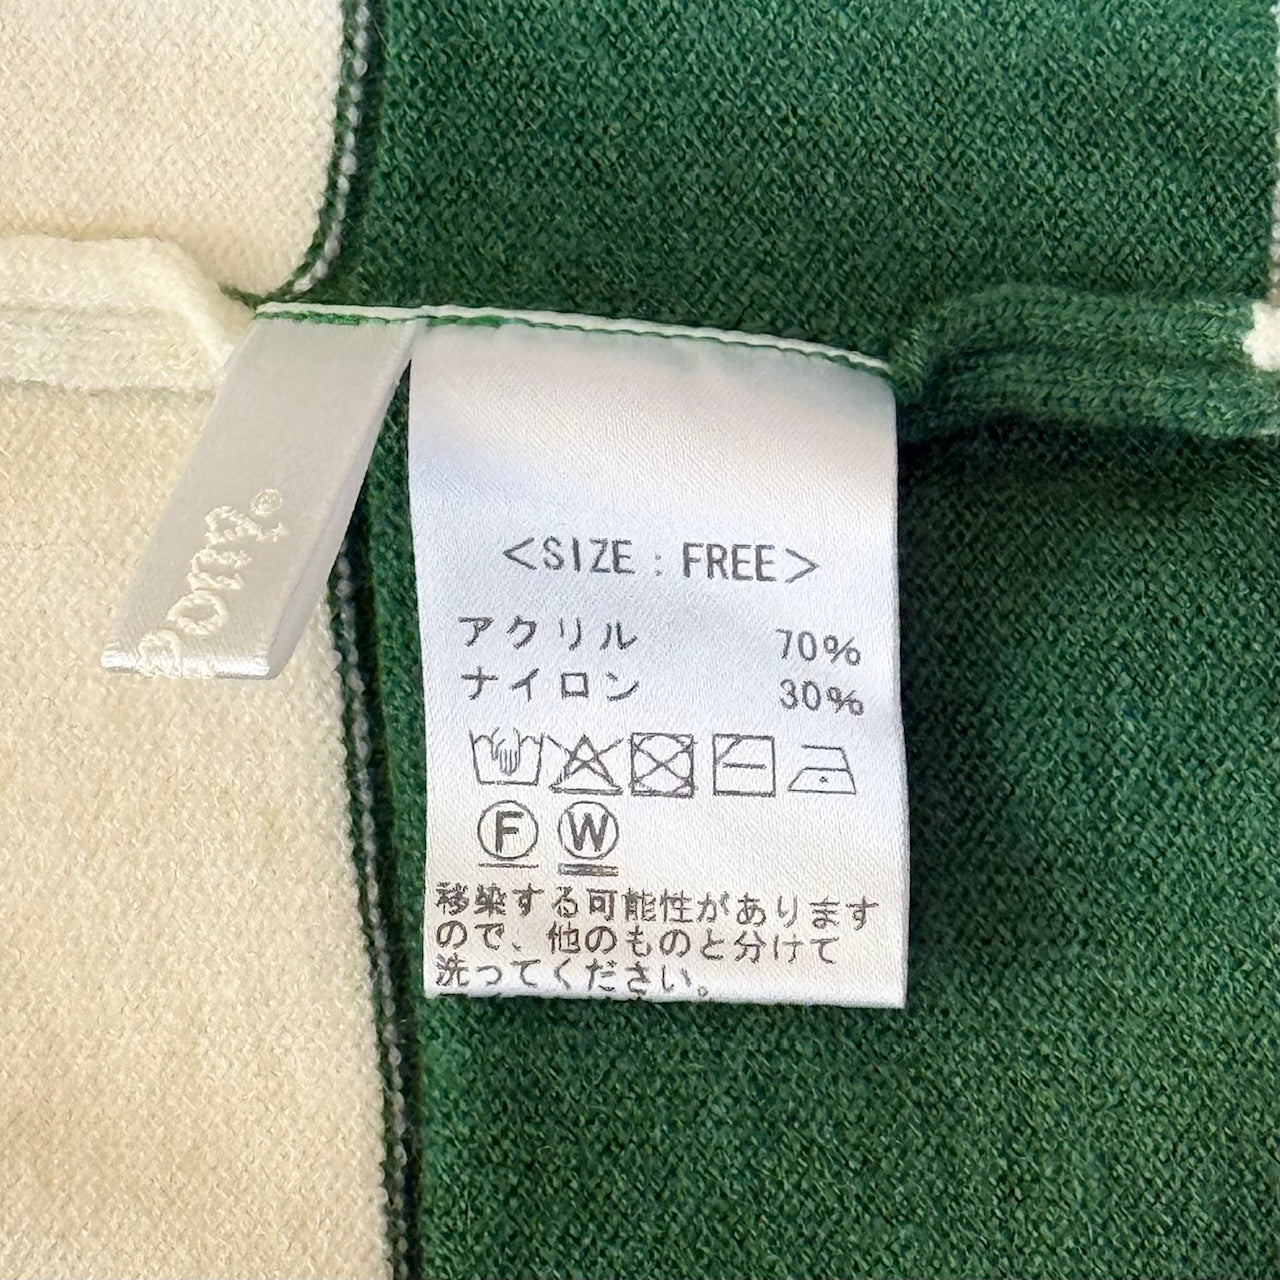 <SIZE : FREE>
アクリル 70%
ナイロン 30%
F W
移染する可能性があります
ので、他のものと分けて
洗ってください。